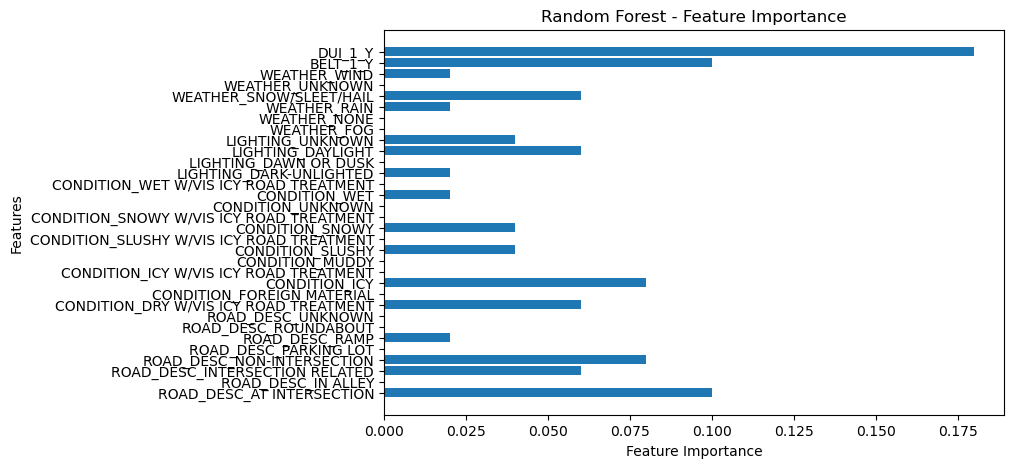 Random Forest - Feature Importance
DUI_1_Y
BELT_1_Y
WEATHER_WIND
WEATHER_UNKNOWN
WEATHER_SNOW/SLEET/HAIL
WEATHER_RAIN
WEATHER_NONE
WEATHER_FOG
LIGHTING_UNKNOWN
LIGHTING_DAYLIGHT
LIGHTING_DAWN OR DUSK
LIGHTING_DARK-UNLIGHTED
CONDITION_WET W/VIS ICY ROAD TREATMENT
CONDITION_WET
CONDITION_UNKNOWN
CONDITION_SNOWY W/VIS ICY ROAD TREATMENT
CONDITION_SNOWY
CONDITION_SLUSHY W/VIS ICY ROAD TREATMENT
CONDITION_SLUSHY
CONDITION_MUDDY
CONDITION_ICY W/VIS ICY ROAD TREATMENT
CONDITION_ICY
CONDITION_FOREIGN MATERIAL
CONDITION_DRY W/VIS ICY ROAD TREATMENT
ROAD_DESC_UNKNOWN
ROAD_DESC_ROUNDABOUT
ROAD_DESC_RAMP
ROAD_DESC_PARKING LOT
ROAD_DESC_NON-INTERSECTION
ROAD_DESC_INTERSECTION RELATED
ROAD_DESC_IN ALLEY
ROAD_DESC_AT INTERSECTION
Features
0.000 0.025 0.050 0.075 0.100 0.125 0.150 0.175
Feature Importance